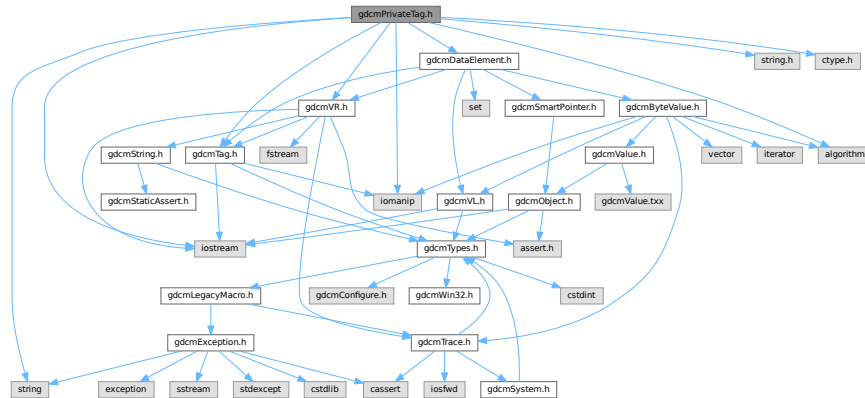 gdcmPrivateTag.h
gdcmDataElement.h
string.h
ctype.h
gdcmVR.h
set
gdcmSmartPointer.h
gdcmByteValue.h
gdcmString.h
gdcmTag.h
fstream
gdcmValue.h
vector
iterator
algorithm
gdcmStaticAssert.h
iomanip
gdcmVL.h
gdcmObject.h
gdcmValue.txx
iostream
gdcmTypes.h
assert.h
gdcmLegacyMacro.h
gdcmConfigure.h
gdcmWin32.h
cstdint
gdcmException.h
gdcmTrace.h
string
exception
sstream
stdexcept
cstdlib
cassert
iosfwd
gdcmSystem.h